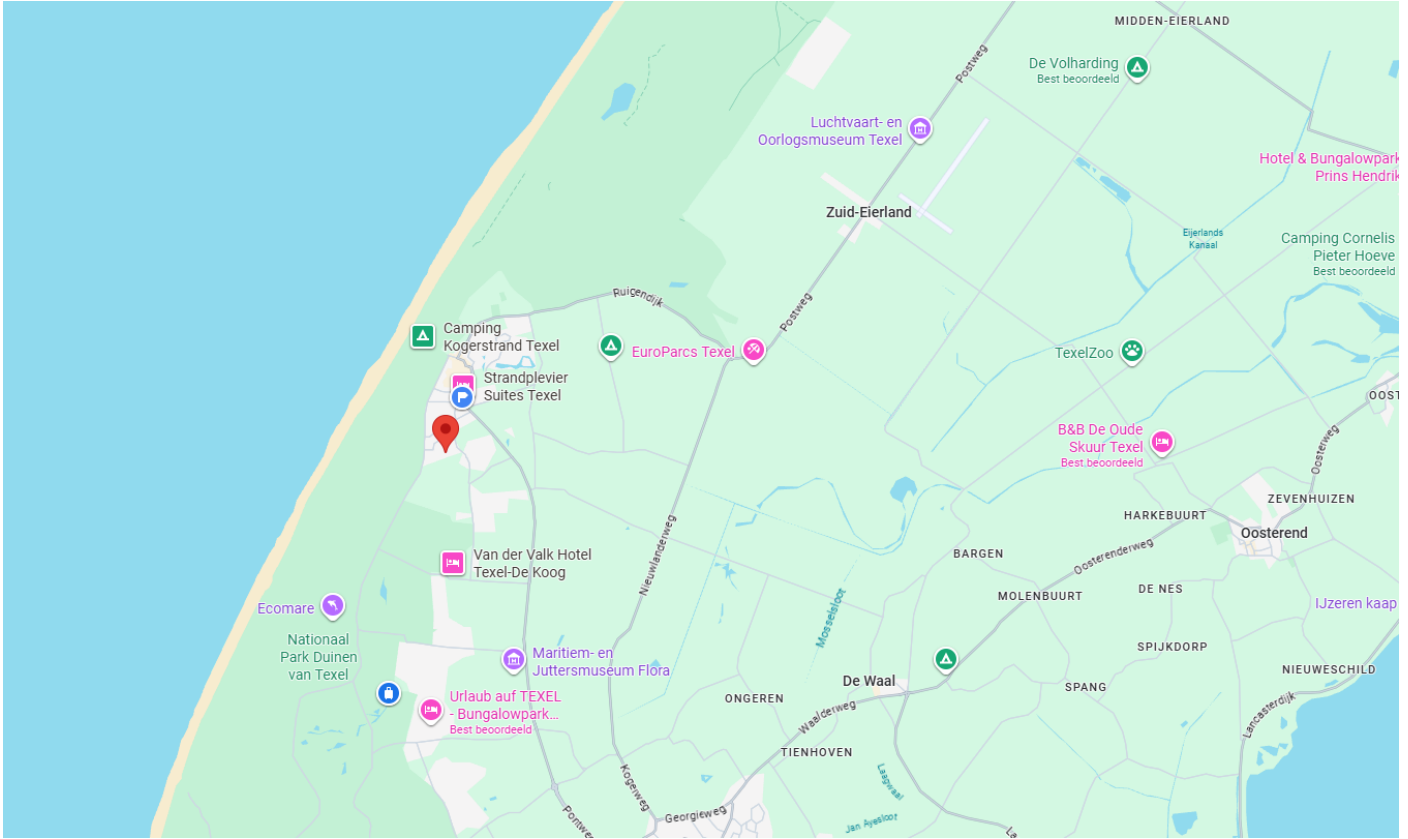 MIDDEN-EIERLAND
Postweg
De Volharding
Best beoordeeld
Luchtvaart- en
Oorlogsmuseum Texel
Hotel & Bungalowpark
Prins Hendrik
Zuid-Eierland
Eijerlands
Kanaal
Camping Cornelis
Pieter Hoeve
Best beoordeeld
Ruigendijk
Postweg
Camping
Kogerstrand Texel
EuroParcs Texel
TexelZoo
Strandplevier
Suites Texel
OOST
B&B De Oude
Skuur Texel
Best beoordeeld
Oosterweg
ZEVENHUIZEN
HARKEBUURT
Oosterend
Nieuwlanderweg
Van der Valk Hotel
Texel-De Koog
BARGEN
Oosterenderweg
MOLENBUURT
DE NES
Ecomare
Mosselsloot
IJzeren kaap
Nationaal
Park Duinen
van Texel
Maritiem- en
Juttersmuseum Flora
SPIJKDORP
NIEUWESCHILD
De Waal
SPANG
Urlaub auf TEXEL
- Bungalowpark...
Best beoordeeld
ONGEREN
Waalderweg
Lancasterdijk
TIENHOVEN
Laagwaal
Kogerweg
Pontweg
Georgieweg
Jan Ayesloot
La